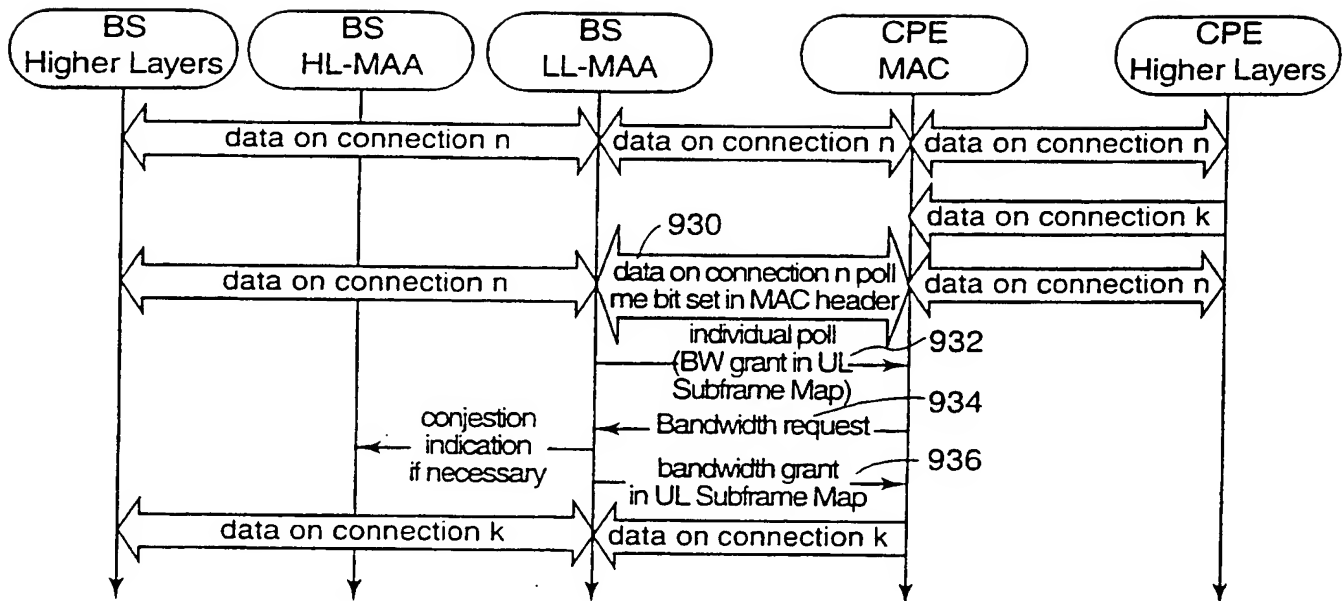 BS
Higher Layers
BS
HL-MAA
BS
LL-MAA
CPE
MAC
CPE
Higher Layers
data on connection n
data on connection n
data on connection n
data on connection k
930
data on connection n
data on connection n poll
me bit set in MAC header
data on connection n
individual poll
(BW grant in UL
Subframe Map)
932
934
conjestion
indication
if necessary
Bandwidth request
936
bandwidth grant
in UL Subframe Map
data on connection k
data on connection k